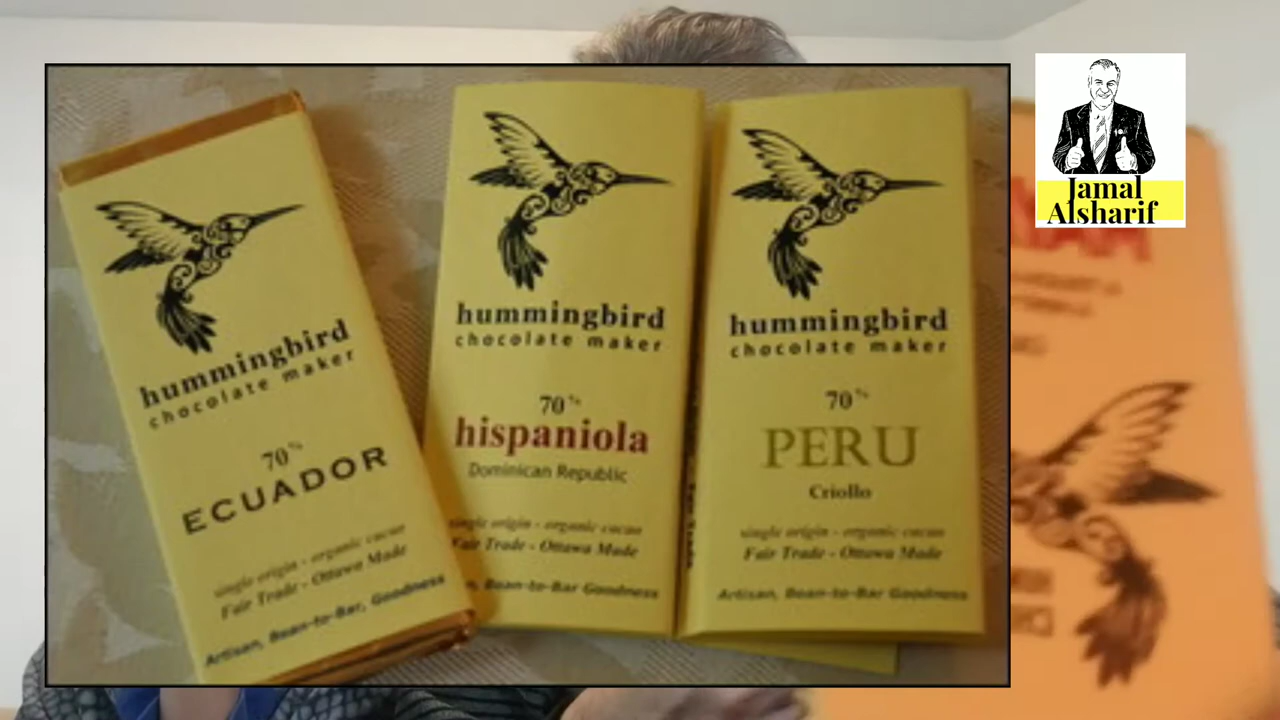 hummingbird
chocolate maker
70%
ECUADOR
single origin - organic cacao
Fair Trade - Ottawa Made
Artisan, Bean-to-Bar, Goodness
hummingbird
chocolate maker
70%
hispaniola
Dominican Republic
single origin - organic cacao
Fair Trade - Ottawa Made
Bean-to-Bar Goodness
hummingbird
chocolate maker
70%
PERU
Criollo
single origin - organic cacao
Fair Trade - Ottawa Made
Artisan, Bean-to-Bar Goodness
Jamal
Alsharif